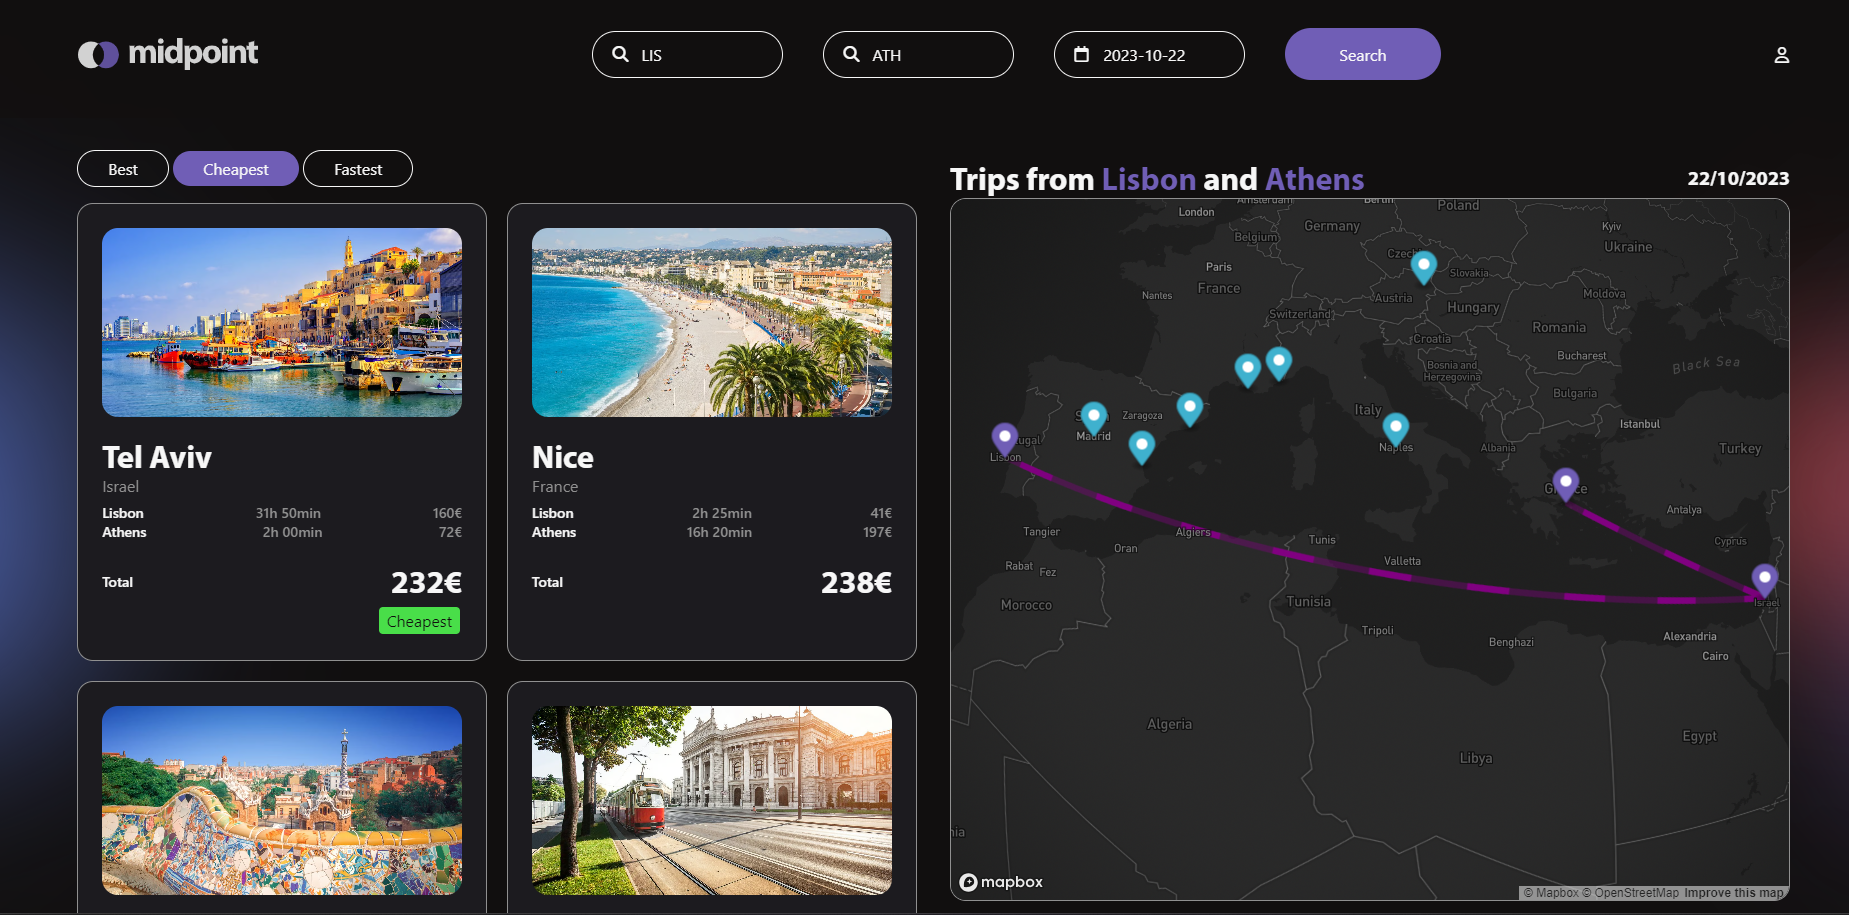 midpoint
LIS
ATH
2023-10-22
Search
Best
Cheapest
Fastest
Tel Aviv
Israel
Lisbon 31h 50min 160€
Athens 2h 00min 72€
Total 232€
Cheapest
Nice
France
Lisbon 2h 25min 41€
Athens 16h 20min 197€
Total 238€
Trips from Lisbon and Athens
22/10/2023
Amsterdam
Berlin
Poland
London
Germany
Kyiv
Belgium
Ukraine
Paris
Slovakia
France
Nantes
Austria
Moldova
Hungary
Switzerland
Romania
Croatia
Bucharest
Black Sea
Bosnia and
Herzegovina
Bulgaria
Italy
Zaragoza
Istanbul
Madrid
Naples
Albania
Turkey
Lisbon
Greece
Antalya
Tangier
Algiers
Tunis
Cyprus
Oran
Valletta
Rabat
Fez
Morocco
Tunisia
Israel
Tripoli
Benghazi
Alexandria
Cairo
Algeria
Libya
Egypt
mapbox
© Mapbox © OpenStreetMap Improve this map